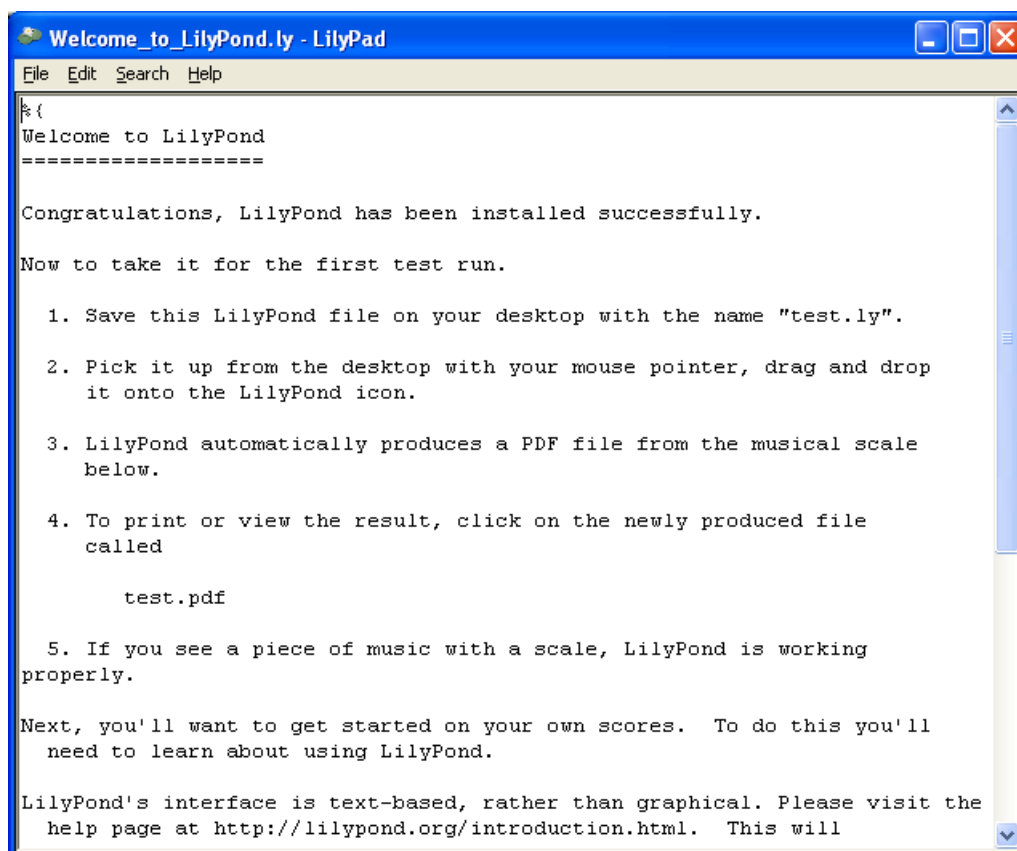 Welcome_to_LilyPond.ly - LilyPad
File Edit Search Help
%{
Welcome to LilyPond
===================
Congratulations, LilyPond has been installed successfully.
Now to take it for the first test run.
1. Save this LilyPond file on your desktop with the name "test.ly".
2. Pick it up from the desktop with your mouse pointer, drag and drop
it onto the LilyPond icon.
3. LilyPond automatically produces a PDF file from the musical scale
below.
4. To print or view the result, click on the newly produced file
called
test.pdf
5. If you see a piece of music with a scale, LilyPond is working
properly.
Next, you'll want to get started on your own scores.  To do this you'll
need to learn about using LilyPond.
LilyPond's interface is text-based, rather than graphical. Please visit the
help page at http://lilypond.org/introduction.html.  This will